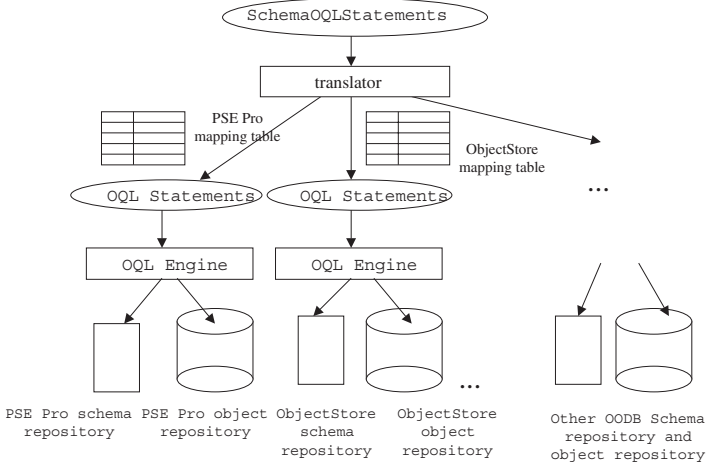 SchemaOQLStatements
translator
PSE Pro
mapping table
ObjectStore
mapping table
OQL Statements
OQL Statements
...
OQL Engine
OQL Engine
...
PSE Pro schema
repository
PSE Pro object
repository
ObjectStore
schema
repository
ObjectStore
object
repository
Other OODB Schema
repository and
object repository